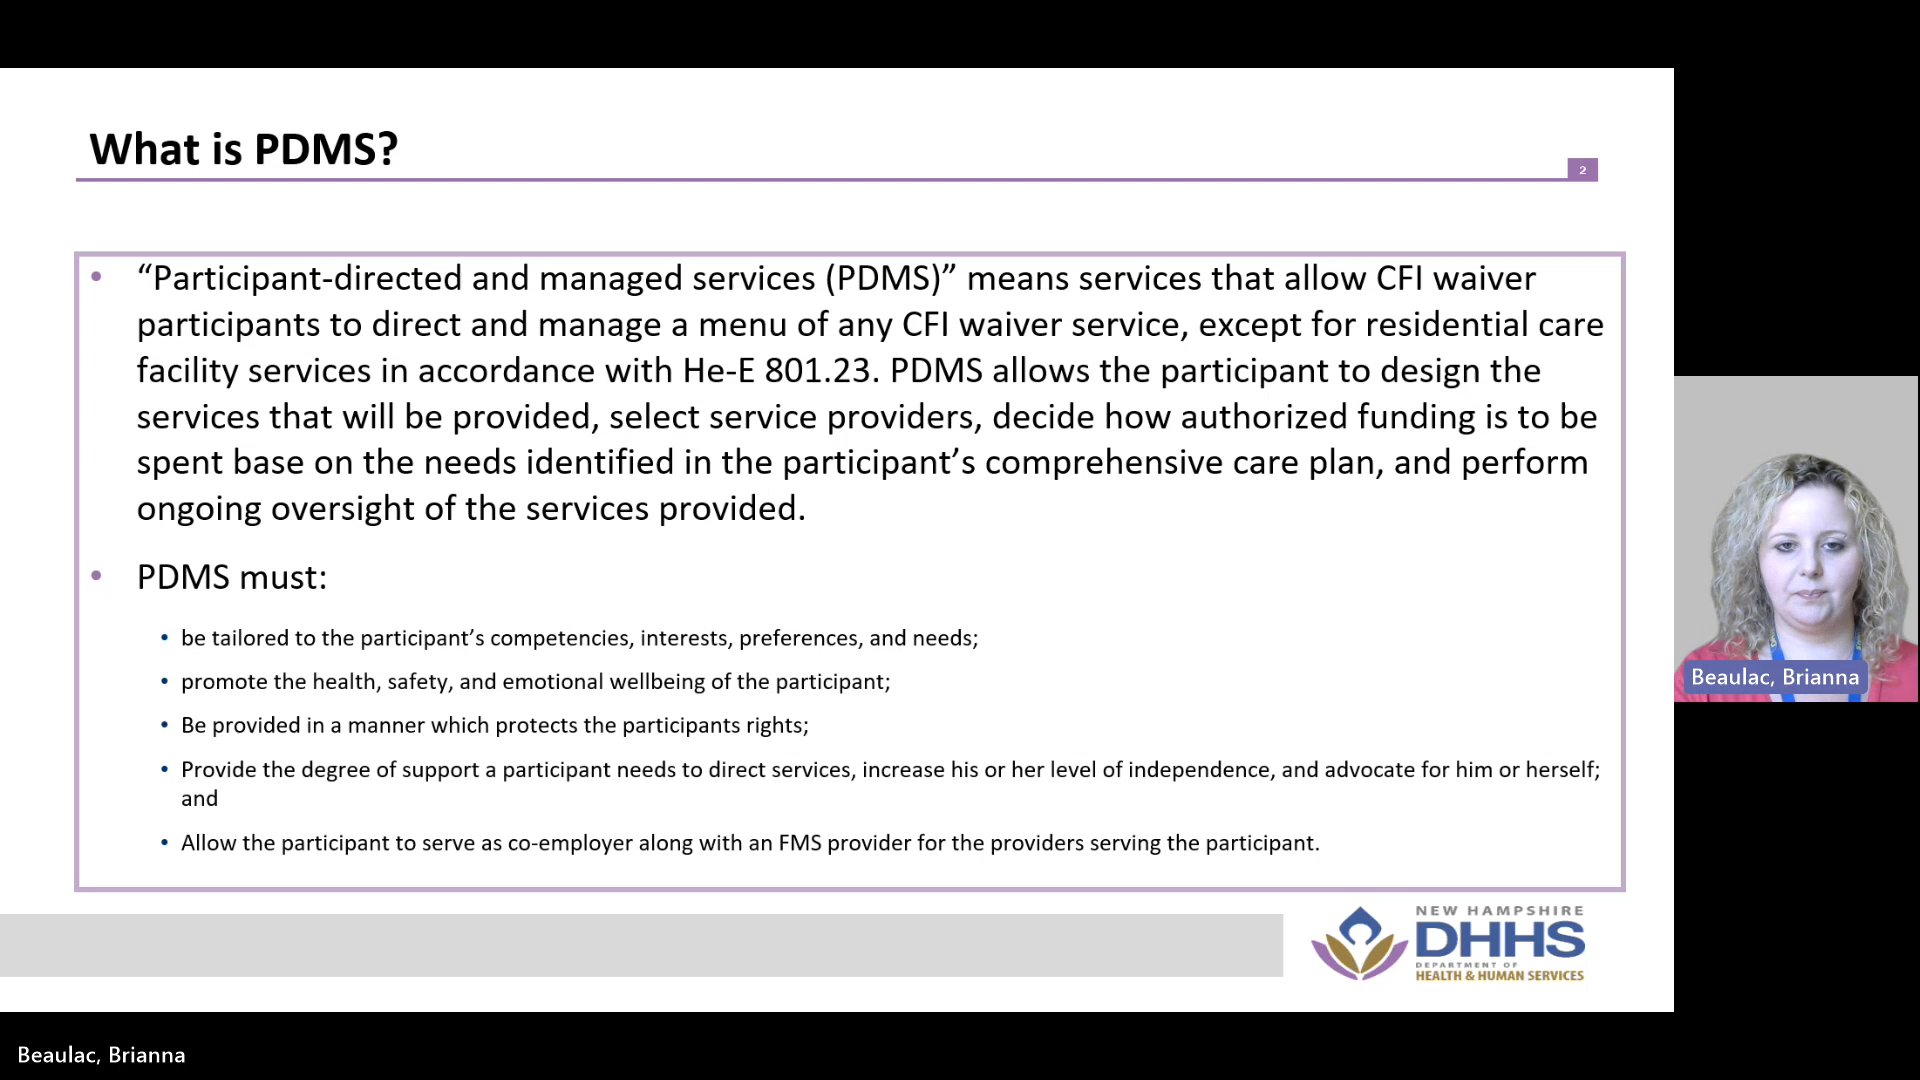 What is PDMS?
2
• “Participant-directed and managed services (PDMS)” means services that allow CFI waiver
participants to direct and manage a menu of any CFI waiver service, except for residential care
facility services in accordance with He-E 801.23. PDMS allows the participant to design the
services that will be provided, select service providers, decide how authorized funding is to be
spent base on the needs identified in the participant’s comprehensive care plan, and perform
ongoing oversight of the services provided.
• PDMS must:
• be tailored to the participant’s competencies, interests, preferences, and needs;
• promote the health, safety, and emotional wellbeing of the participant;
• Be provided in a manner which protects the participants rights;
• Provide the degree of support a participant needs to direct services, increase his or her level of independence, and advocate for him or herself;
and
• Allow the participant to serve as co-employer along with an FMS provider for the providers serving the participant.
NEW HAMPSHIRE
DHHS
DEPARTMENT OF
HEALTH & HUMAN SERVICES
Beaulac, Brianna
Beaulac, Brianna